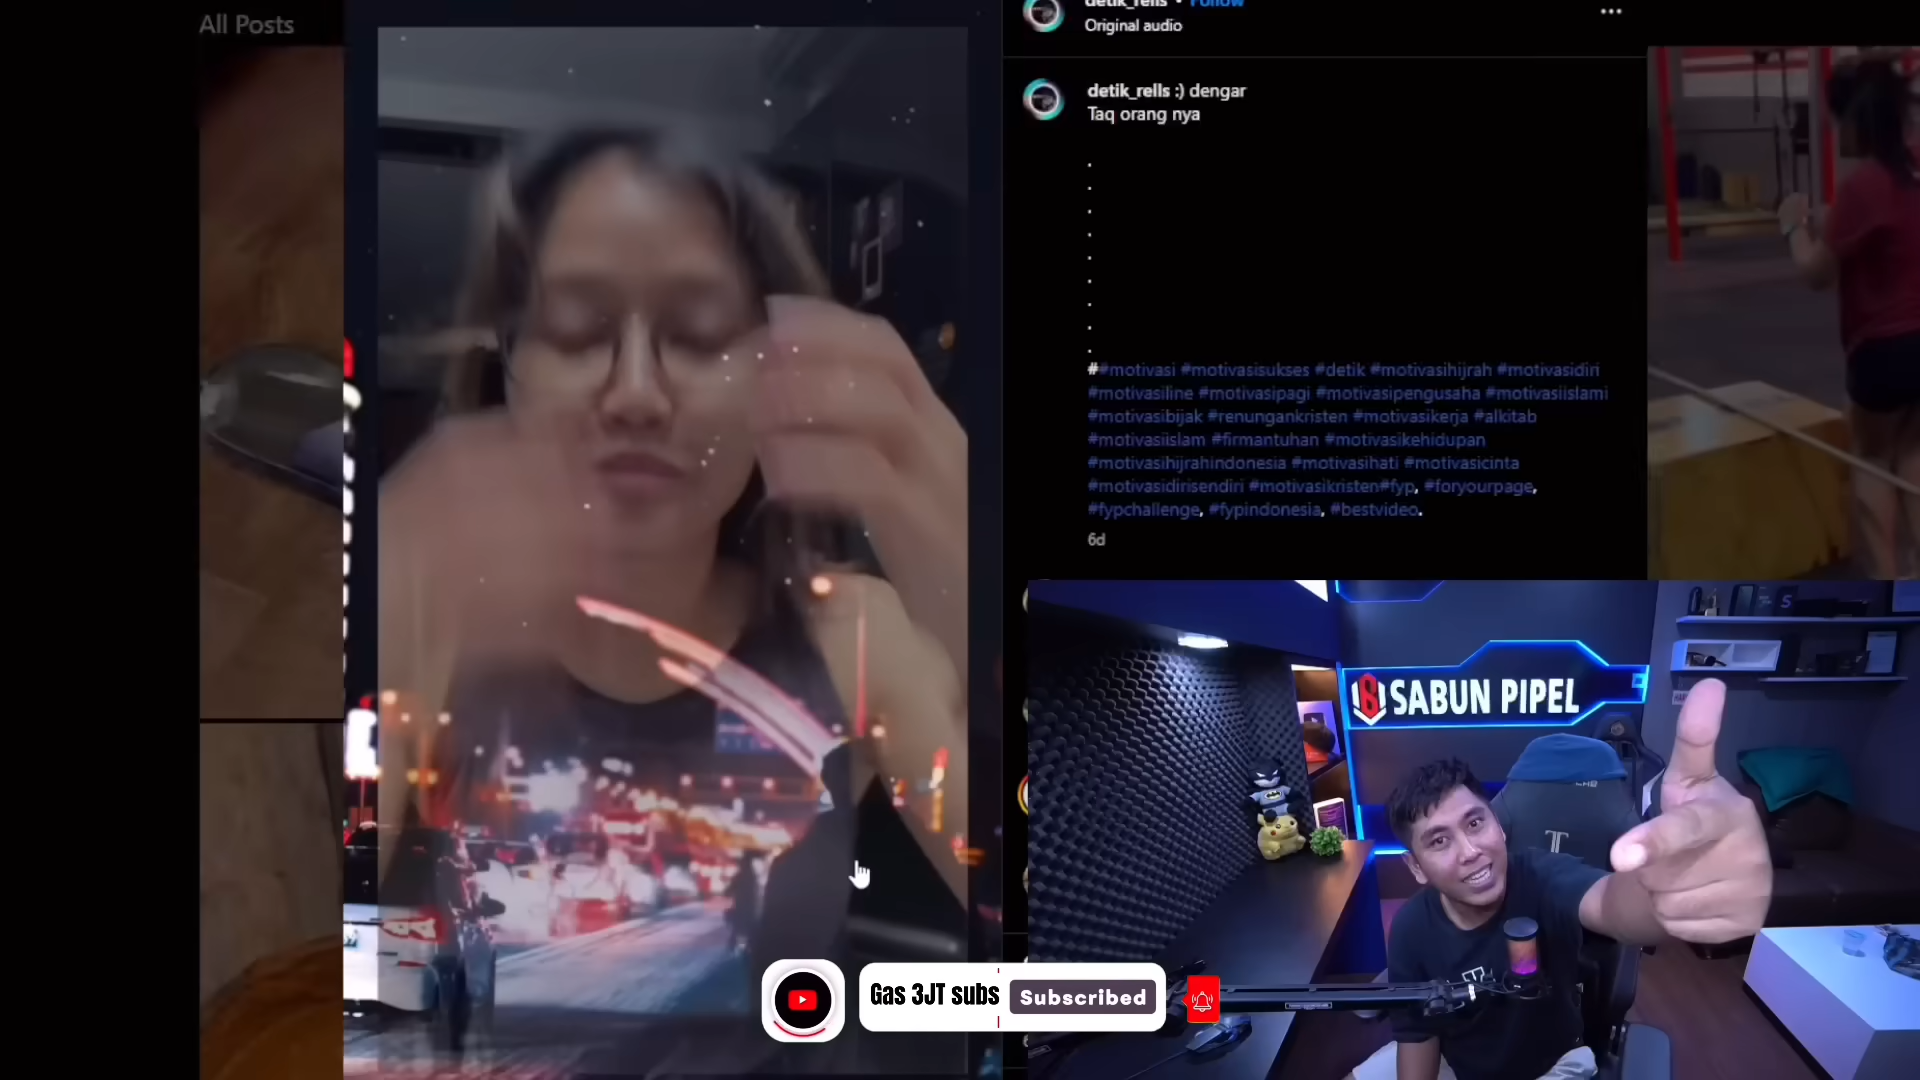 All Posts
detik_rells • Follow
Original audio
detik_rells :) dengar
Taq orang nya
.
.
.
.
.
.
.
.
.
##motivasi #motivasisukses #detik #motivasihijrah #motivasidiri
#motivasiline #motivasipagi #motivasipengusaha #motivasiislami
#motivasibijak #renungankristen #motivasikerja #alkitab
#motivasiislam #firmantuhan #motivasikehidupan
#motivasihijrahindonesia #motivasihati #motivasicinta
#motivasidirisendiri #motivasikristen#fyp, #foryourpage,
#fypchallenge, #fypindonesia, #bestvideo.
6d
SABUN PIPEL
Gas 3JT subs
Subscribed